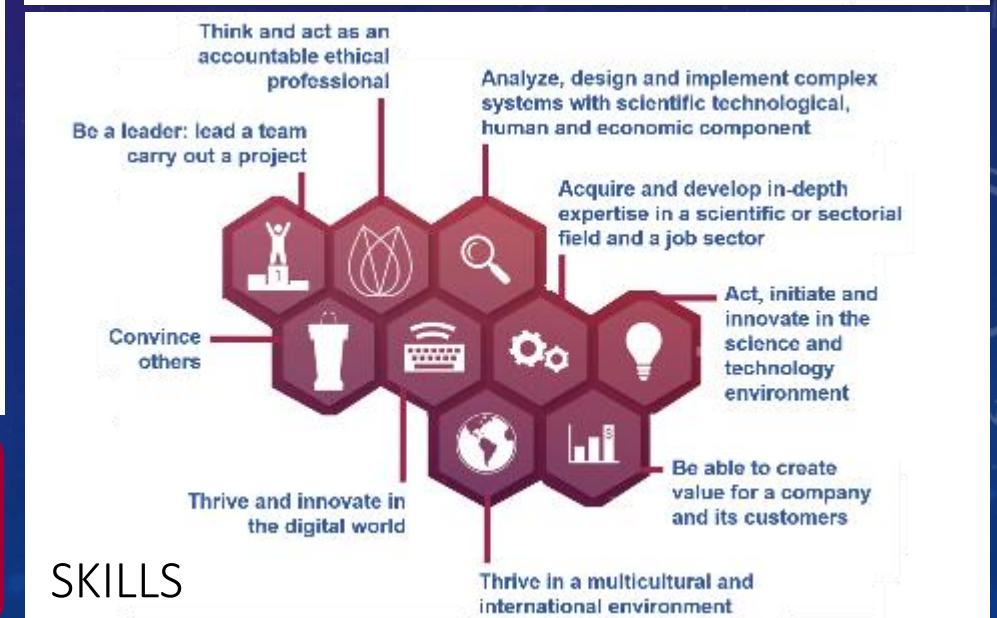 Think and act as an
accountable ethical
professional
Analyze, design and implement complex
systems with scientific technological,
human and economic component
Be a leader: lead a team
carry out a project
Acquire and develop in-depth
expertise in a scientific or sectorial
field and a job sector
1
Act, initiate and
innovate in the
science and
technology
environment
Convince
others
$
Be able to create
value for a company
and its customers
Thrive and innovate in
the digital world
SKILLS
Thrive in a multicultural and
international environment